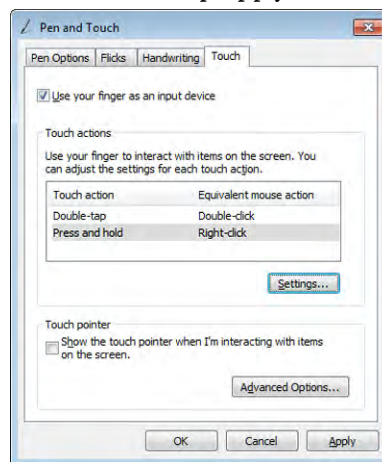 Pen and Touch
Pen Options Flicks Handwriting Touch
Use your finger as an input device
Touch actions
Use your finger to interact with items on the screen. You
can adjust the settings for each touch action.
Touch action Equivalent mouse action
Double-tap Double-click
Press and hold Right-click
Settings...
Touch pointer
Show the touch pointer when I'm interacting with items
on the screen.
Advanced Options...
OK Cancel Apply